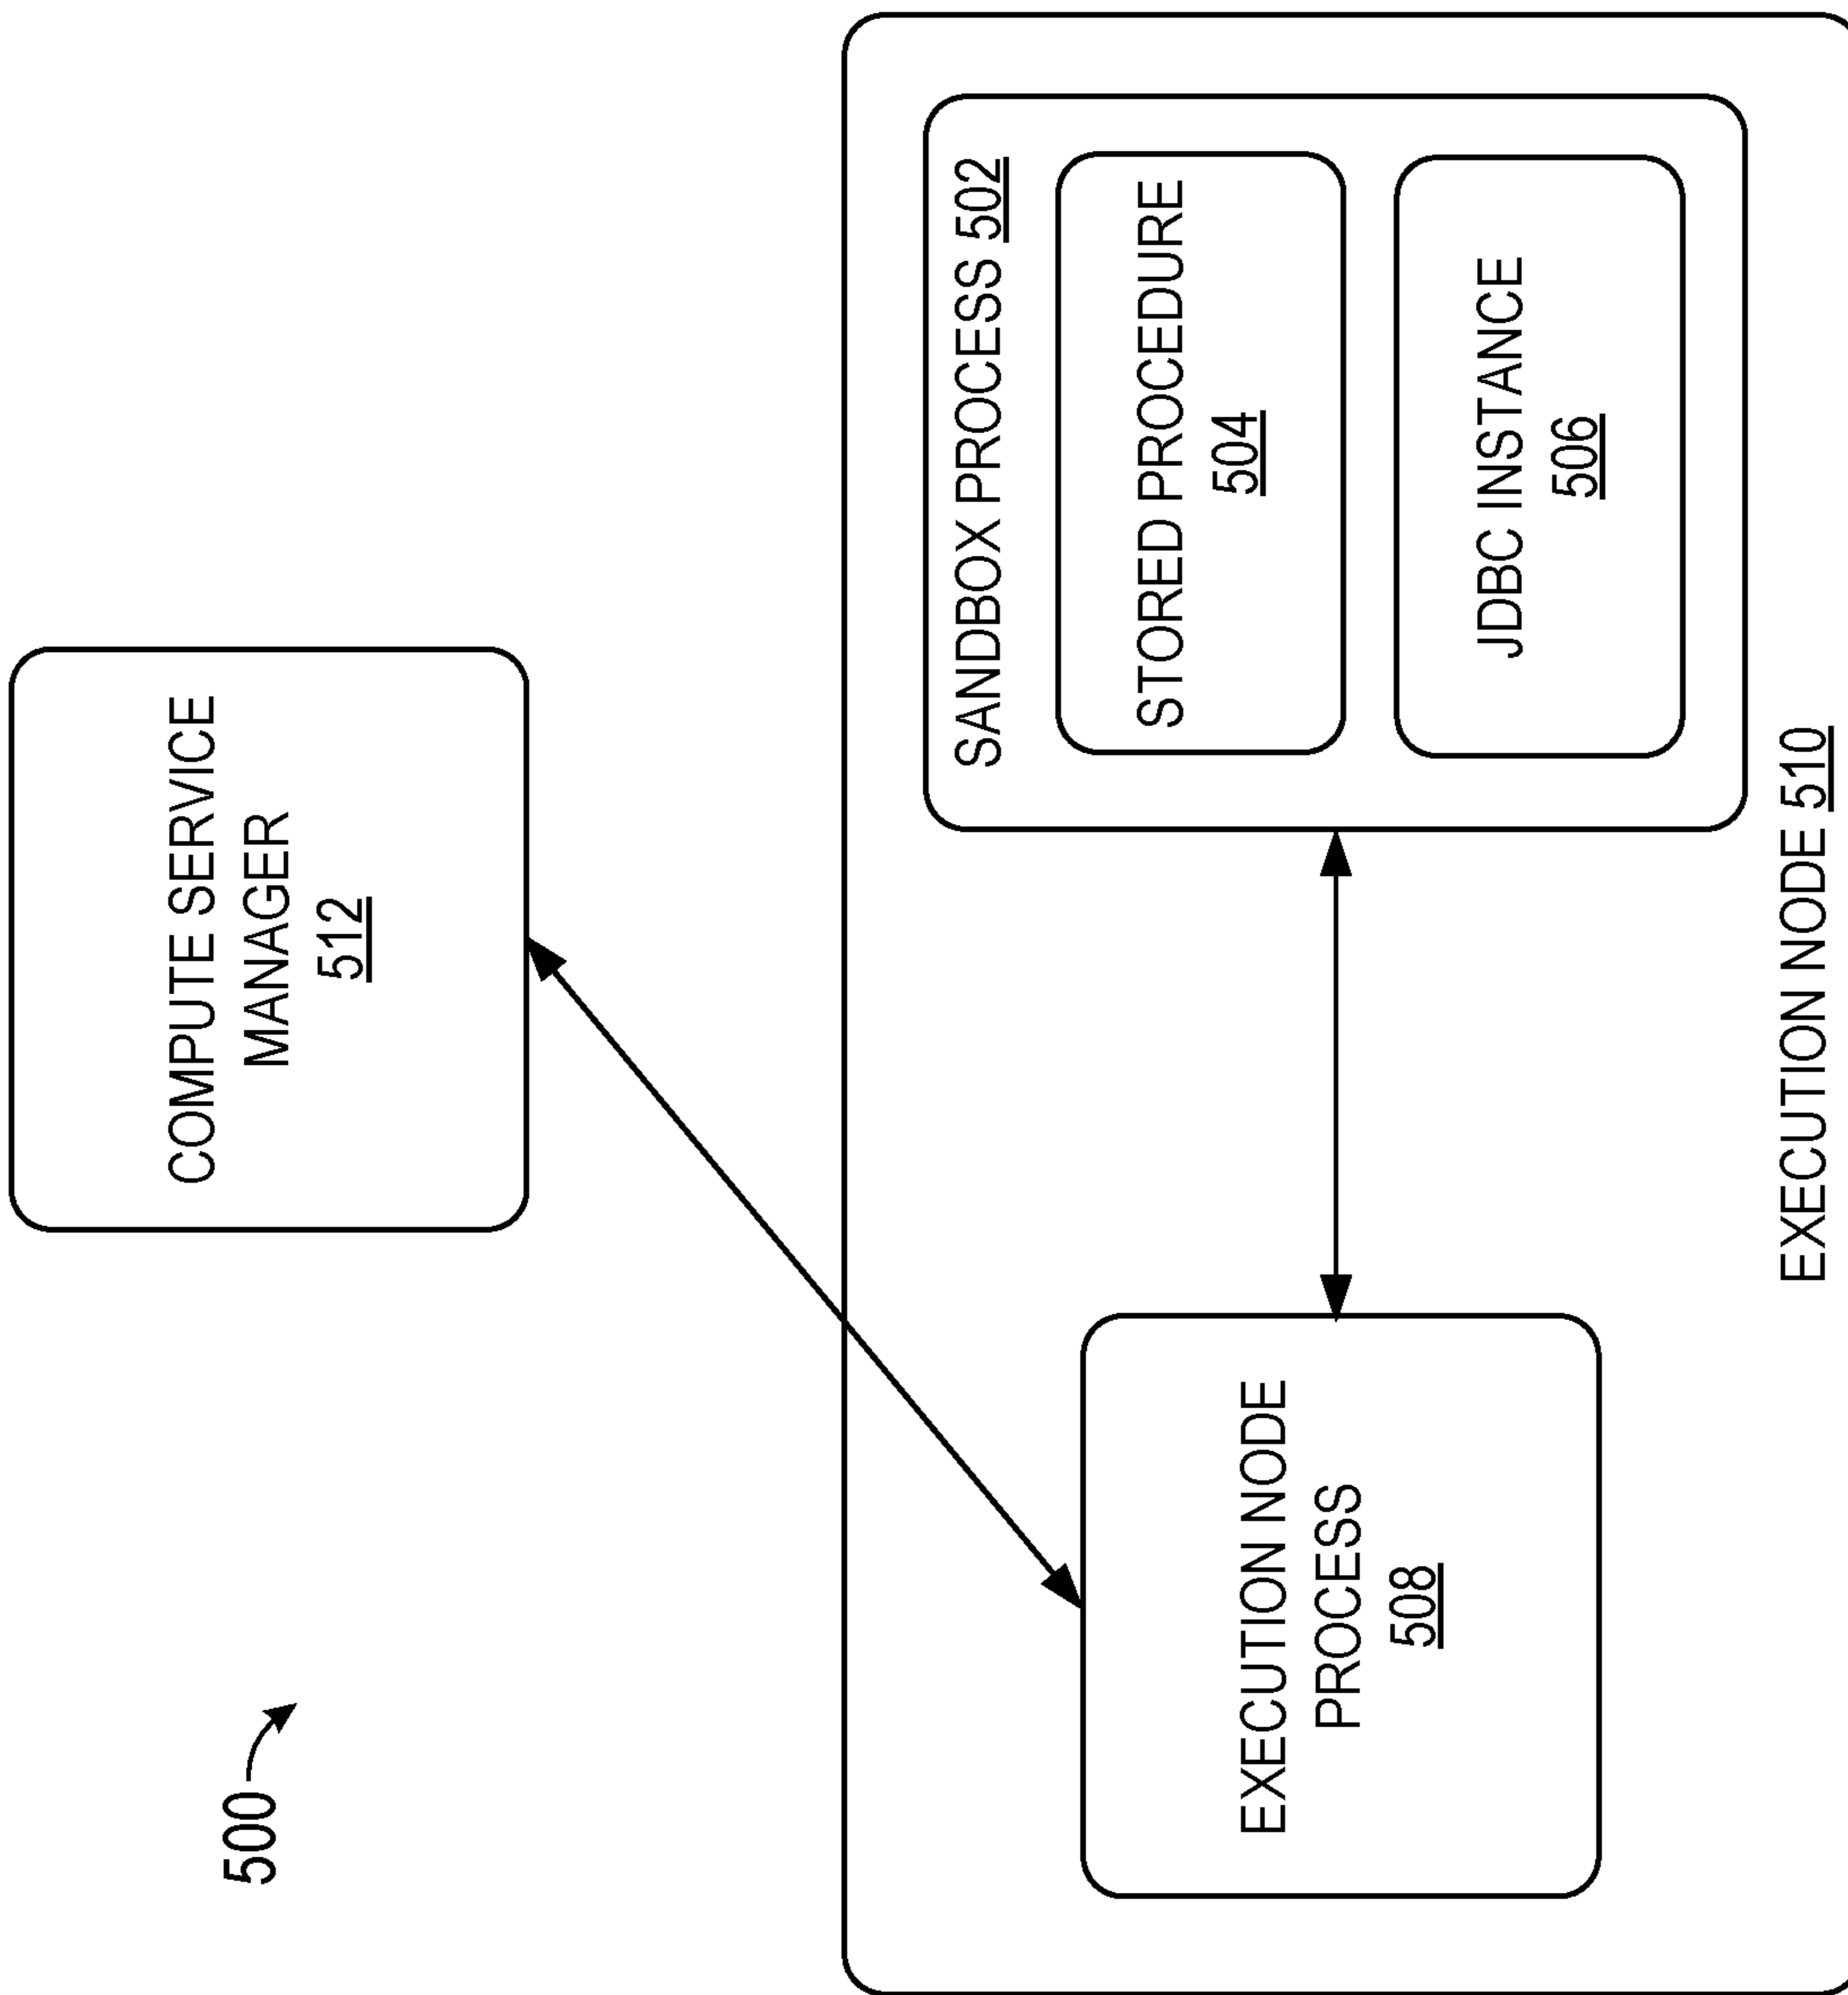 500
COMPUTE SERVICE
MANAGER
512
EXECUTION NODE
PROCESS
508
SANDBOX PROCESS 502
STORED PROCEDURE
504
JDBC INSTANCE
506
EXECUTION NODE 510